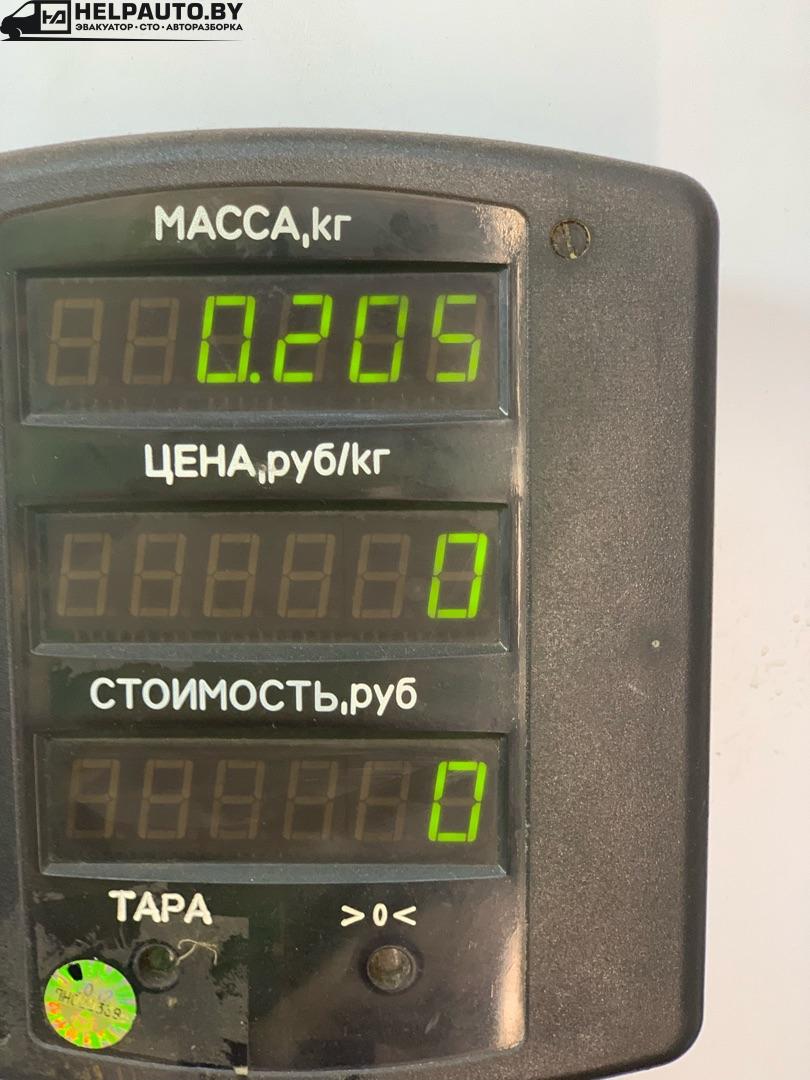 HELPAUTO.BY
ЭВАКУАТОР • СТО • АВТОРАЗБОРКА
МАССА,кг
0.205
ЦЕНА,руб/кг
0
СТОИМОСТЬ,руб
0
ТАРА >0<